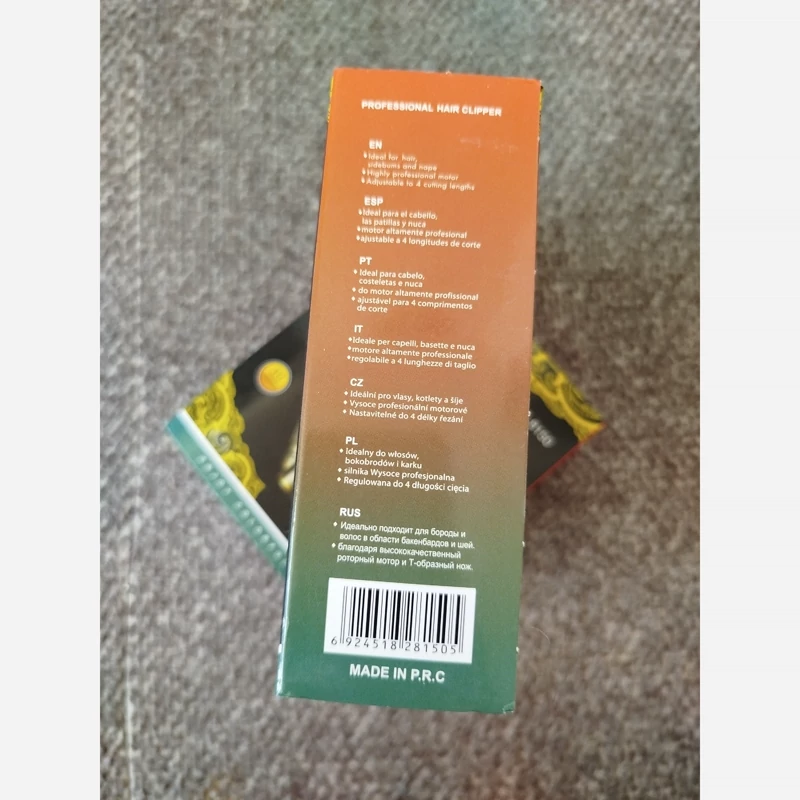 PROFESSIONAL HAIR CLIPPER
EN
Ideal for hair,
sideburns and nape
Highly professional motor
Adjustable to 4 cutting lengths
ESP
Ideal para el cabello,
las patillas y nuca
motor altamente profesional
ajustable a 4 longitudes de corte
PT
Ideal para cabelo,
costeletas e nuca
do motor altamente profissional
ajustável para 4 comprimentos
de corte
IT
Ideale per capelli, basette e nuca
motore altamente professionale
regolabile a 4 lunghezze di taglio
CZ
Ideální pro vlasy, kotlety a šíje
Vysoce profesionální motorové
Nastavitelné do 4 délky řezání
PL
Idealny do włosów,
bokobrodów i karku
silnika Wysoce profesjonalna
Regulowana do 4 długości cięcia
RUS
Идеально подходит для бороды и
волос в области бакенбардов и шей.
благодаря высококачественный
роторный мотор и Т-образный нож.
6 924518 281505
MADE IN P.R.C